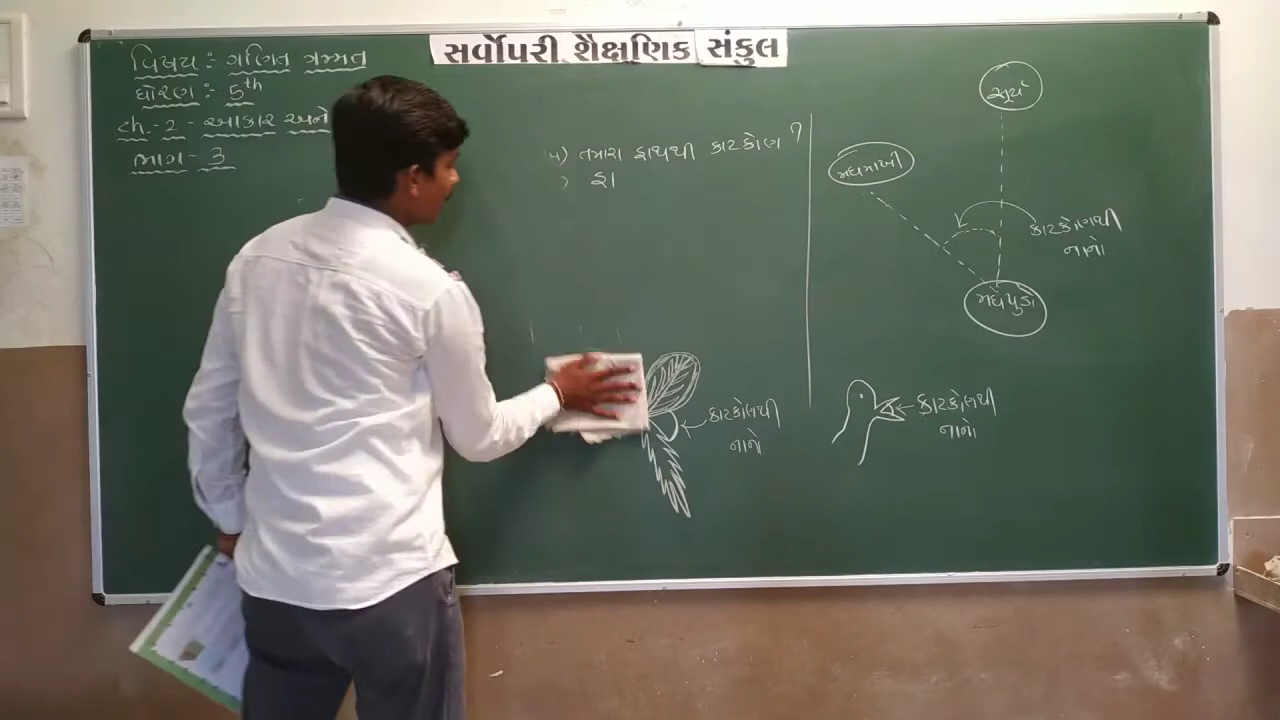 સર્વોપરી શૈક્ષણિક સંકુલ
વિષય :- ગણિત ગમ્મત
ધોરણ :- 5th
ch.-2 - આકાર અને
ભાગ - 3
તમારા હાથથી કાટકોણ ?
હા
કાટકોણથી
નાનો
સૂર્ય
મધમાખી
કાટકોણથી
નાનો
મધપુડો
કાટકોણથી
નાનો